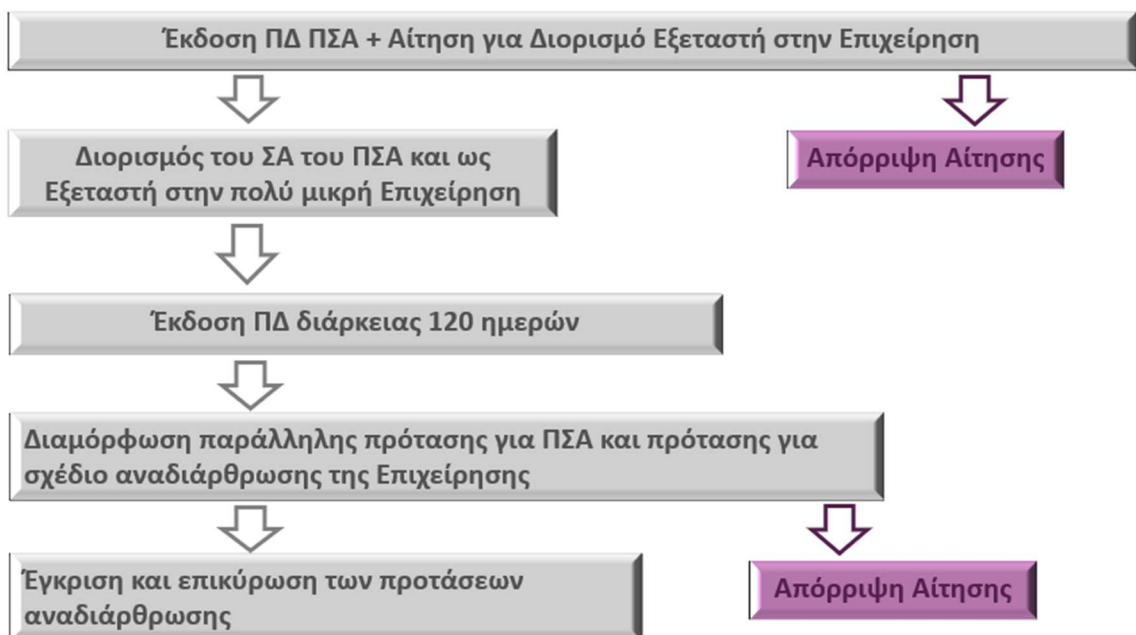 Έκδοση ΠΔ ΠΣΑ + Αίτηση για Διορισμό Εξεταστή στην Επιχείρηση
Διορισμός του ΣΑ του ΠΣΑ και ως
Εξεταστή στην πολύ μικρή Επιχείρηση
Απόρριψη Αίτησης
Έκδοση ΠΔ διάρκειας 120 ημερών
Διαμόρφωση παράλληλης πρότασης για ΠΣΑ και πρότασης για
σχέδιο αναδιάρθρωσης της Επιχείρησης
Έγκριση και επικύρωση των προτάσεων
αναδιάρθρωσης
Απόρριψη Αίτησης